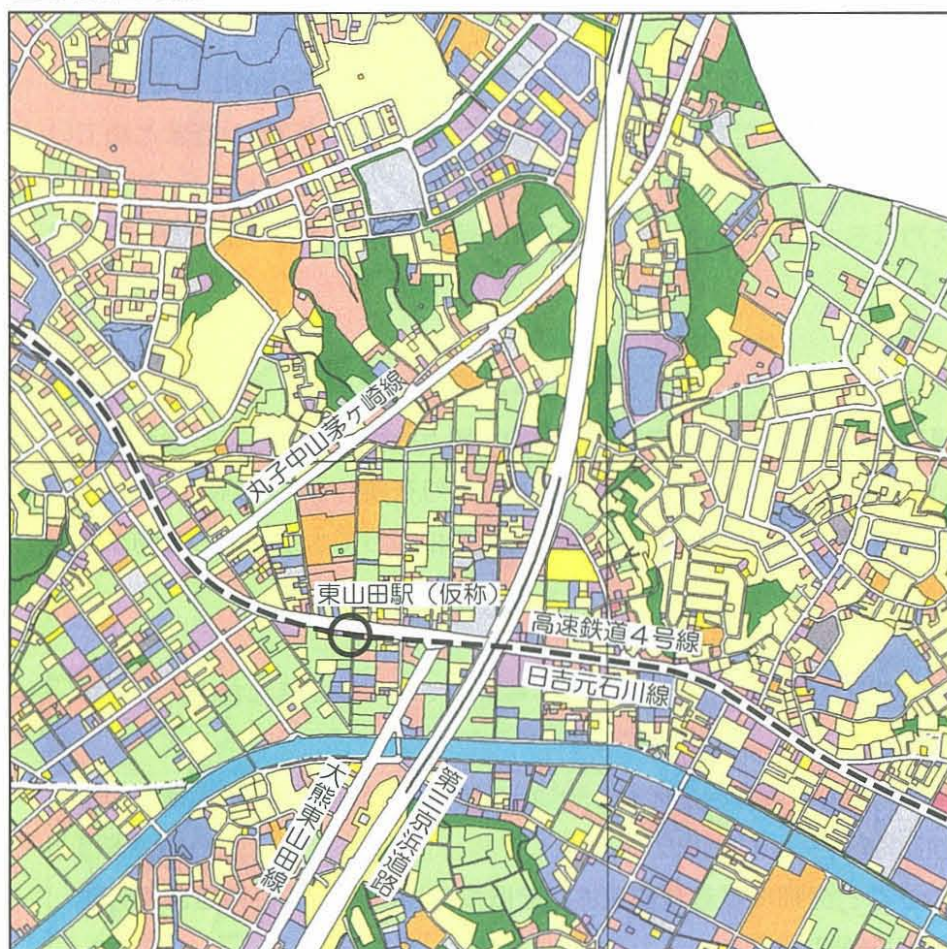 丸子中山茅ヶ崎線
東山田駅（仮称）
高速鉄道４号線
日吉元石川線
大熊東山田線
第三京浜道路